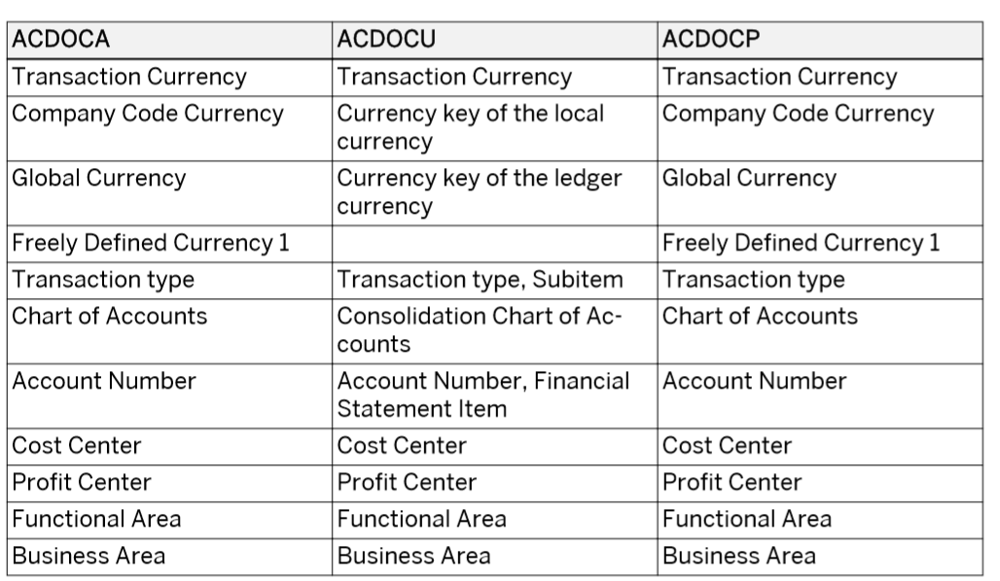 ACDOCA ACDOCU ACDOCP
Transaction Currency Transaction Currency Transaction Currency
Company Code Currency Currency key of the local Company Code Currency
currency
Global Currency Currency key of the ledger Global Currency
currency
Freely Defined Currency 1 Freely Defined Currency 1
Transaction type Transaction type, Subitem Transaction type
Chart of Accounts Consolidation Chart of Ac- Chart of Accounts
counts
Account Number Account Number, Financial Account Number
Statement Item
Cost Center Cost Center Cost Center
Profit Center Profit Center Profit Center
Functional Area Functional Area Functional Area
Business Area Business Area Business Area